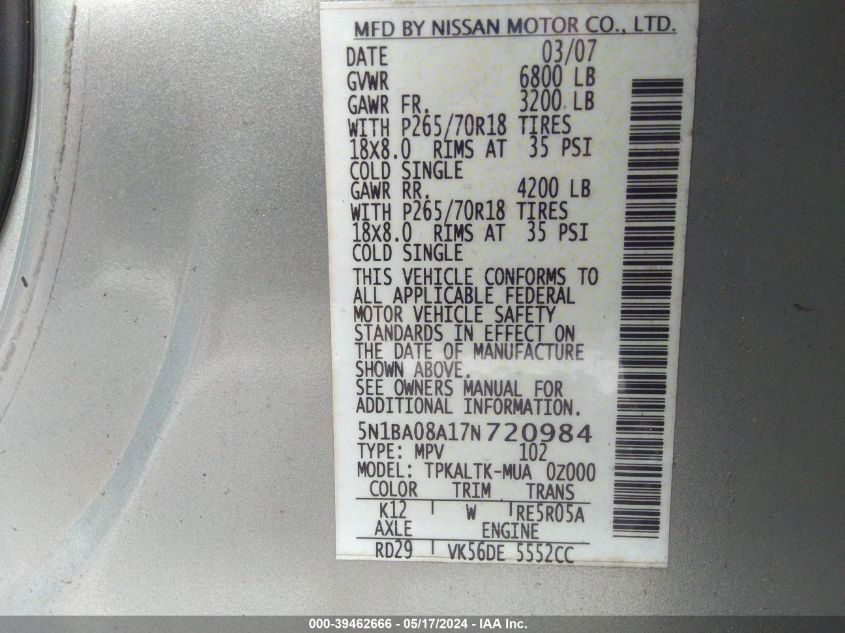 MFD BY NISSAN MOTOR CO., LTD.
DATE 03/07
GVWR 6800 LB
GAWR FR. 3200 LB
WITH P265/70R18 TIRES
18X8.0 RIMS AT 35 PSI
COLD SINGLE
GAWR RR. 4200 LB
WITH P265/70R18 TIRES
18X8.0 RIMS AT 35 PSI
COLD SINGLE
THIS VEHICLE CONFORMS TO
ALL APPLICABLE FEDERAL
MOTOR VEHICLE SAFETY
STANDARDS IN EFFECT ON
THE DATE OF MANUFACTURE
SHOWN ABOVE.
SEE OWNERS MANUAL FOR
ADDITIONAL INFORMATION.
5N1BA08A17N720984
TYPE: MPV 102
MODEL: TPKALTK-MUA 0Z000
COLOR TRIM TRANS
K12 W RE5R05A
AXLE ENGINE
RD29 VK56DE 5552CC
000-39462666 - 05/17/2024 - IAA Inc.